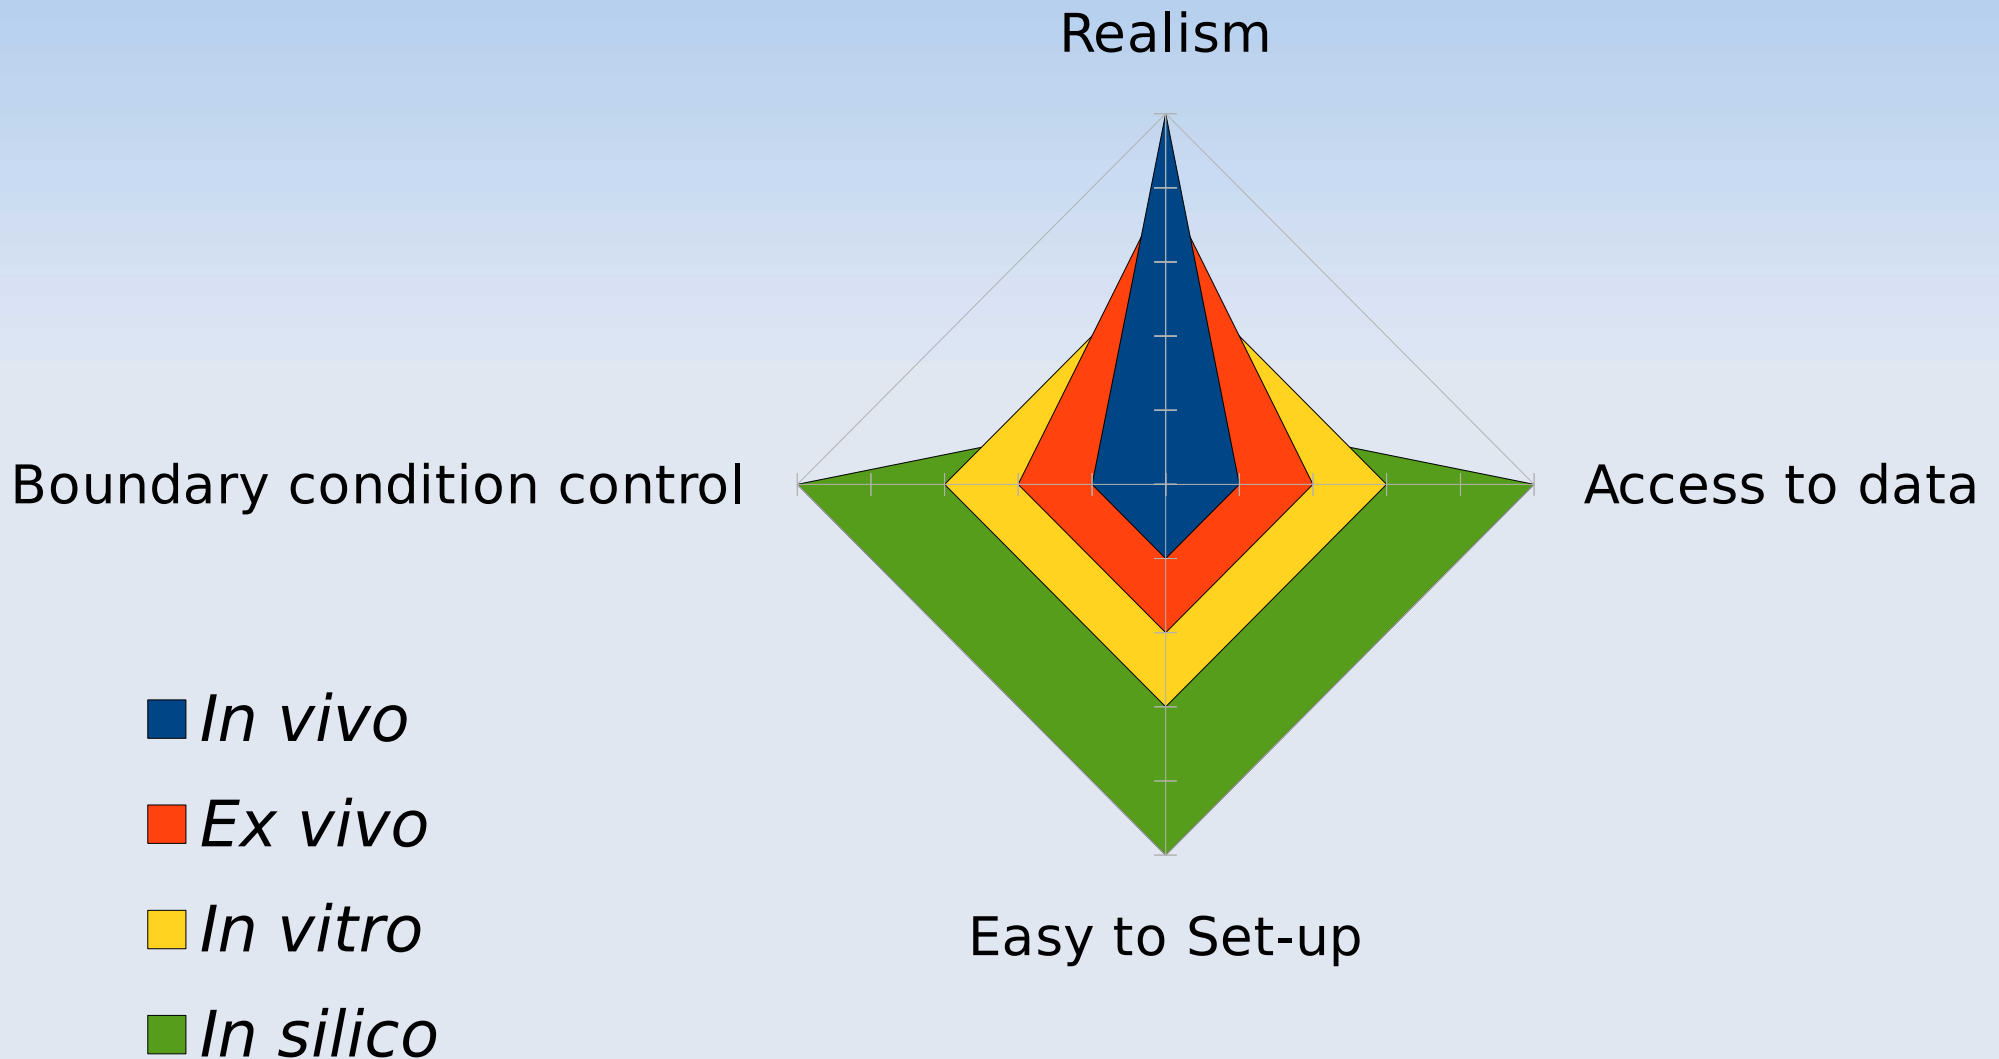 Realism
Boundary condition control
Access to data
Easy to Set-up
In vivo
Ex vivo
In vitro
In silico